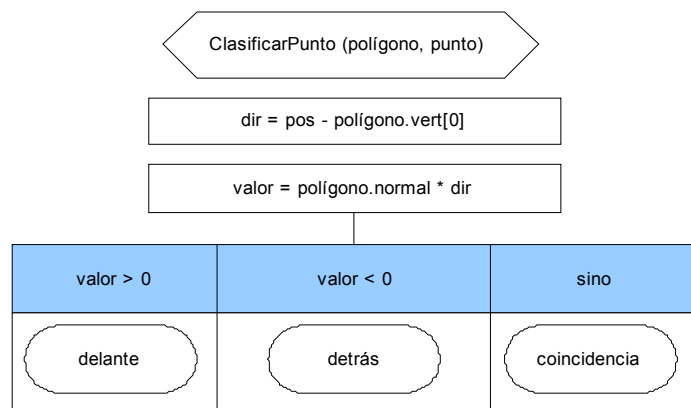 ClasificarPunto (polígono, punto)
dir = pos - polígono.vert[0]
valor = polígono.normal * dir
valor > 0
valor < 0
sino
delante
detrás
coincidencia